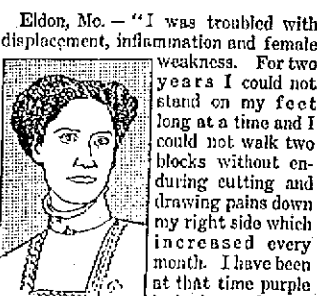 Eldon, Mo. — "I was troubled with
displacement, inflammation and female
weakness. For two
years I could not
stand on my feet
long at a time and I
could not walk two
blocks without en-
during cutting and
drawing pains down
my right side which
increased every
month. I have been
at that time purple